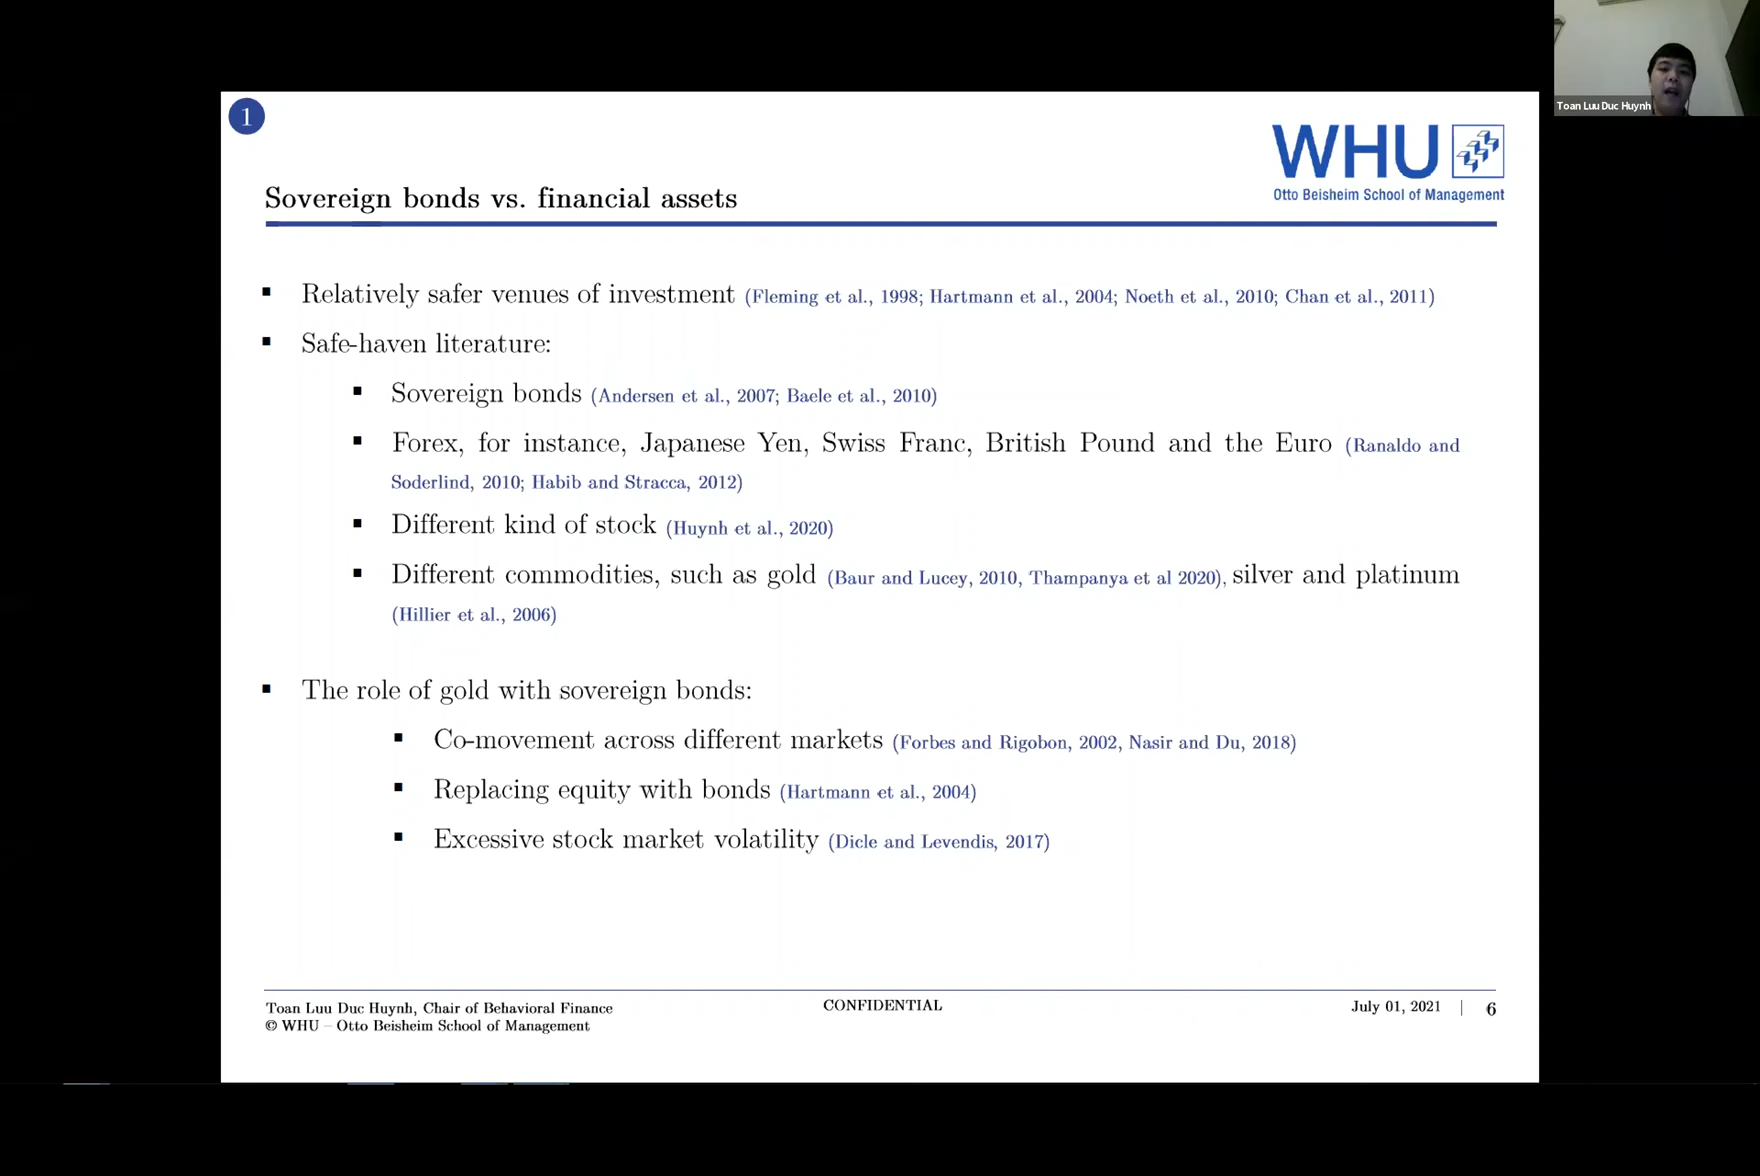 Toan Luu Duc Huynh
1
WHU
Otto Beisheim School of Management
Sovereign bonds vs. financial assets
▪ Relatively safer venues of investment (Fleming et al., 1998; Hartmann et al., 2004; Noeth et al., 2010; Chan et al., 2011)
▪ Safe-haven literature:
▪ Sovereign bonds (Andersen et al., 2007; Baele et al., 2010)
▪ Forex, for instance, Japanese Yen, Swiss Franc, British Pound and the Euro (Ranaldo and
Soderlind, 2010; Habib and Stracca, 2012)
▪ Different kind of stock (Huynh et al., 2020)
▪ Different commodities, such as gold (Baur and Lucey, 2010, Thampanya et al 2020), silver and platinum
(Hillier et al., 2006)
▪ The role of gold with sovereign bonds:
▪ Co-movement across different markets (Forbes and Rigobon, 2002, Nasir and Du, 2018)
▪ Replacing equity with bonds (Hartmann et al., 2004)
▪ Excessive stock market volatility (Dicle and Levendis, 2017)
Toan Luu Duc Huynh, Chair of Behavioral Finance
© WHU – Otto Beisheim School of Management
CONFIDENTIAL
July 01, 2021 | 6